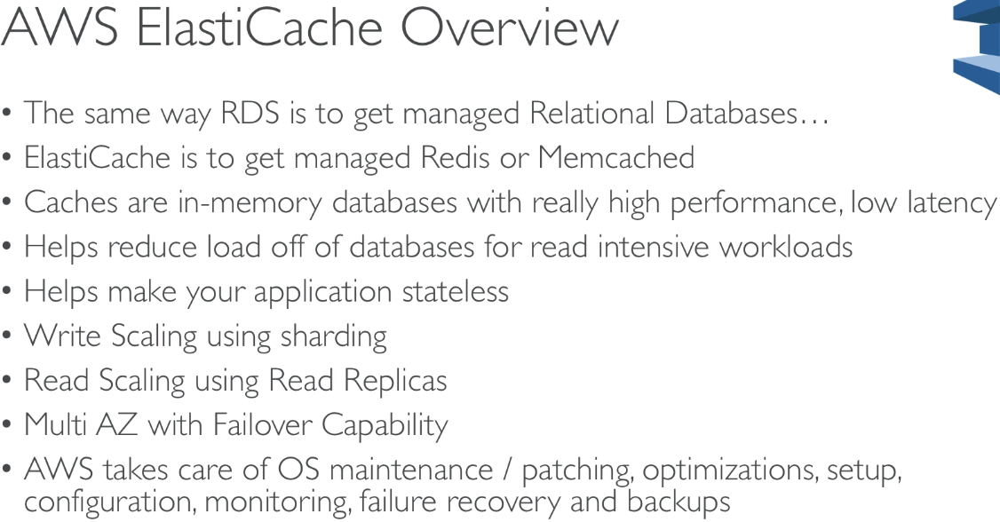 AWS ElastiCache Overview
• The same way RDS is to get managed Relational Databases…
• ElastiCache is to get managed Redis or Memcached
• Caches are in-memory databases with really high performance, low latency
• Helps reduce load off of databases for read intensive workloads
• Helps make your application stateless
• Write Scaling using sharding
• Read Scaling using Read Replicas
• Multi AZ with Failover Capability
• AWS takes care of OS maintenance / patching, optimizations, setup,
configuration, monitoring, failure recovery and backups